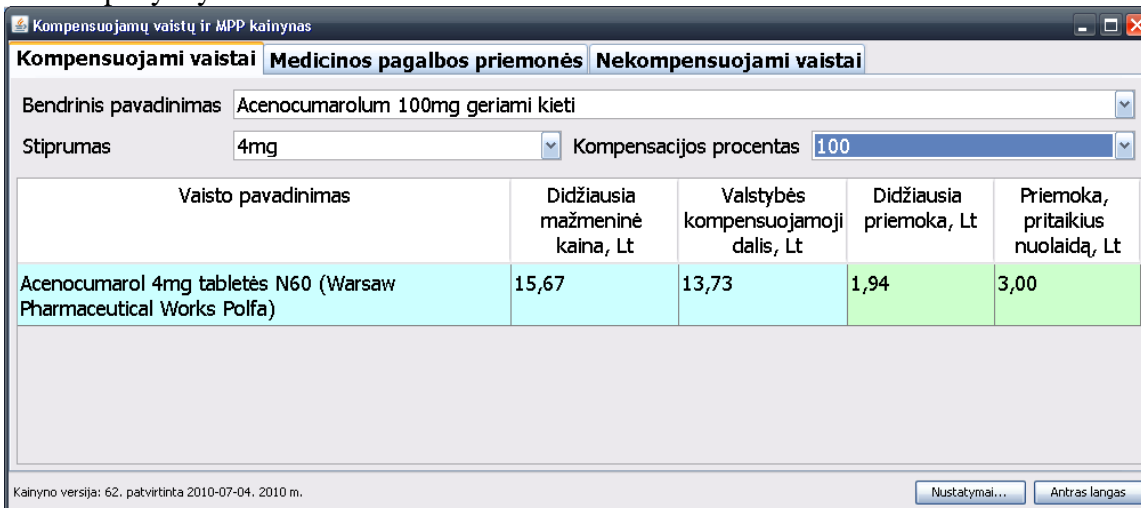 Kompensuojamų vaistų ir MPP kainynas
Kompensuojami vaistai Medicinos pagalbos priemonės Nekompensuojami vaistai
Bendrinis pavadinimas Acenocumarolum 100mg geriami kieti
Stiprumas 4mg Kompensacijos procentas 100
Vaisto pavadinimas
Didžiausia
mažmeninė
kaina, Lt
Valstybės
kompensuojamoji
dalis, Lt
Didžiausia
priemoka, Lt
Priemoka,
pritaikius
nuolaidą, Lt
Acenocumarol 4mg tabletės N60 (Warsaw
Pharmaceutical Works Polfa)
15,67
13,73
1,94
3,00
Kainyno versija: 62. patvirtinta 2010-07-04. 2010 m.
Nustatymai... Antras langas